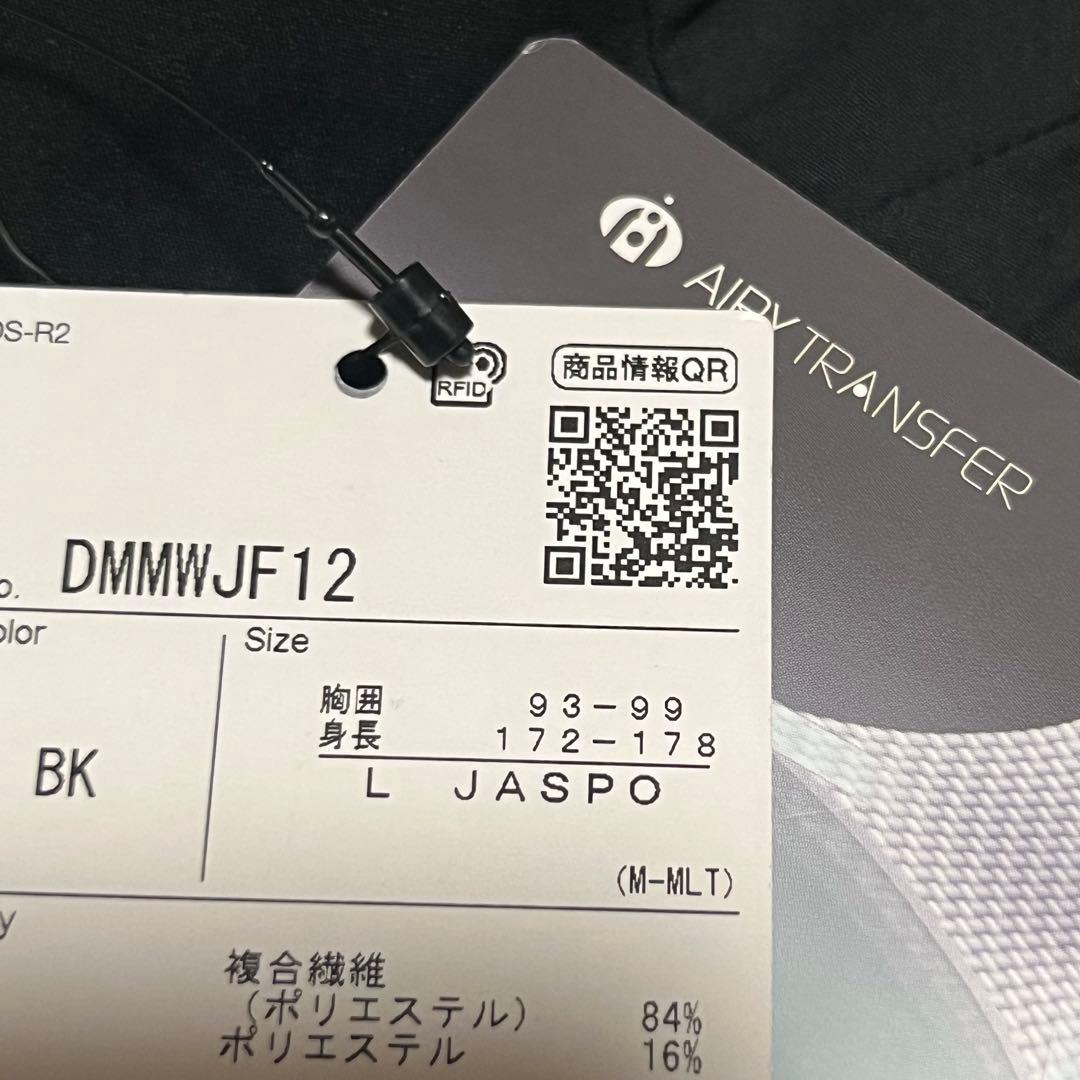 AIRY TRANSFER
DS-R2
RFID
商品情報QR
o. DMMWJF12
olor
Size
胸囲 93-99
身長 172-178
BK
L JASPO
(M-MLT)
y
複合繊維
(ポリエステル) 84%
ポリエステル 16%